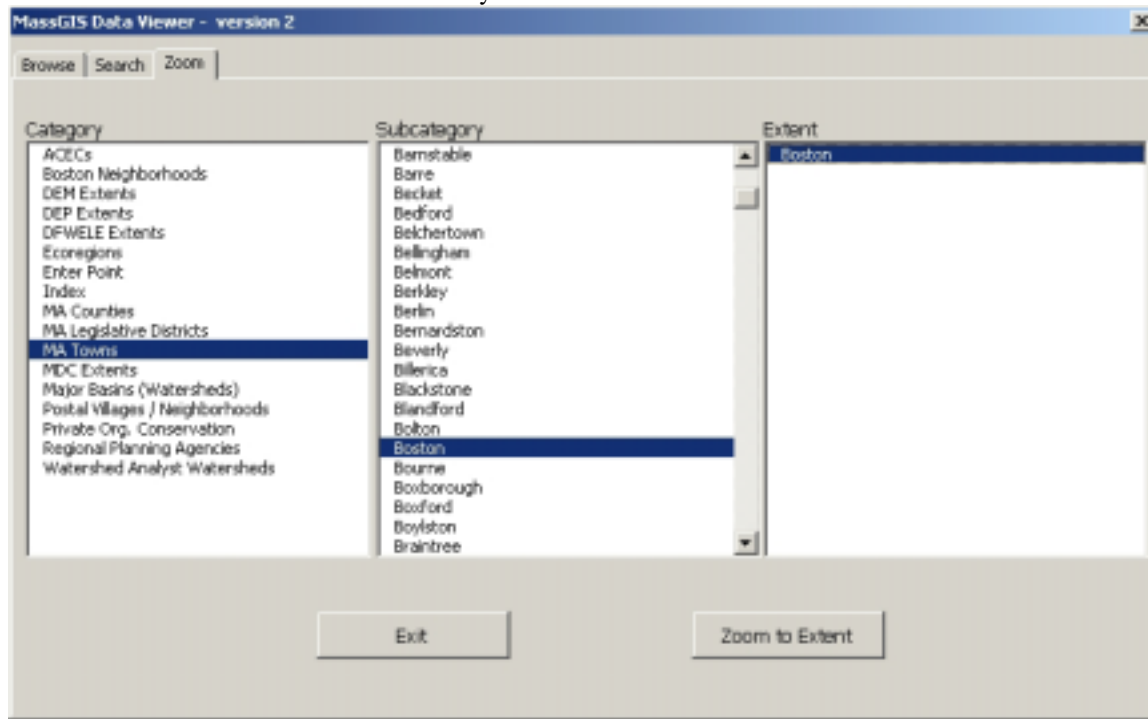 MassGIS Data Viewer - version 2
Browse Search Zoom
Category
ACECs
Boston Neighborhoods
DEM Extents
DEP Extents
DFWELE Extents
Ecoregions
Enter Point
Index
MA Counties
MA Legislative Districts
MA Towns
MDC Extents
Major Basins (Watersheds)
Postal Villages / Neighborhoods
Private Org. Conservation
Regional Planning Agencies
Watershed Analyst Watersheds
Subcategory
Barnstable
Barre
Becket
Bedford
Belchertown
Bellingham
Belmont
Berkley
Berlin
Bernardston
Beverly
Billerica
Blackstone
Blandford
Bolton
Boston
Bourne
Boxborough
Boxford
Boylston
Braintree
Extent
Boston
Exit
Zoom to Extent